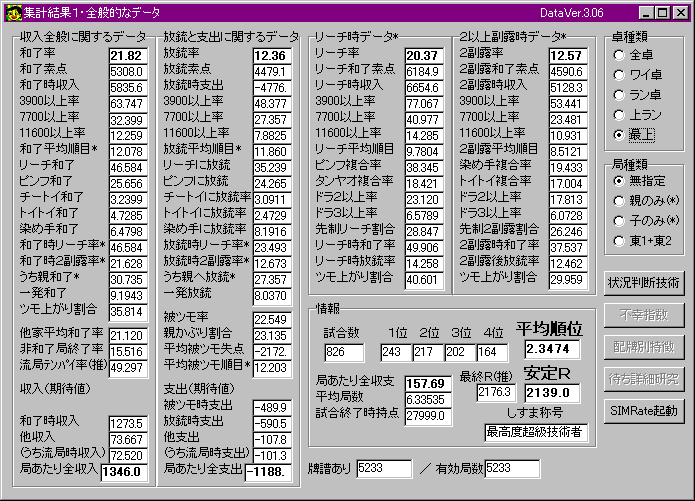 集計結果1・全般的なデータ DataVer.3.06
収入全般に関するデータ
和了率 21.82
和了素点 5308.0
和了時収入 5835.6
3900以上率 63.747
7700以上率 32.399
11600以上率 12.259
和了平均順目* 12.078
リーチ和了 46.584
ピンフ和了 25.656
チートイ和了 3.2399
トイトイ和了 4.7285
染め手和了 6.4798
和了時リーチ率* 46.584
和了時2副露率* 21.628
うち親和了* 30.735
一発和了 9.1943
ツモ上がり割合 35.814
他家平均和了率 21.120
非和了局終了率 15.516
流局テンパイ率(推) 49.297
収入(期待値)
和了時収入 1273.5
他収入 73.667
(うち流局時収入) 72.520
局あたり全収入 1346.0
放銃と支出に関するデータ
放銃率 12.36
放銃素点 4479.1
放銃時支出 -4776.
3900以上率 48.377
7700以上率 27.357
11600以上率 7.8825
放銃平均順目* 11.860
リーチに放銃 35.239
ピンフに放銃 24.265
チートイに放銃率 3.0911
トイトイに放銃率 2.4729
染め手に放銃率 8.1916
放銃時リーチ率* 23.493
放銃時2副露率* 12.673
うち親へ放銃* 27.357
一発放銃 8.0370
被ツモ率 22.549
親かぶり割合 23.135
平均被ツモ失点 -2172.
平均被ツモ順目* 12.203
支出(期待値)
被ツモ時支出 -489.9
放銃時支出 -590.5
他支出 -107.8
(うち流局時支出) -101.3
局あたり全支出 -1188.
リーチ時データ*
リーチ率 20.37
リーチ和了素点 6184.9
リーチ時収入 6654.6
3900以上率 77.067
7700以上率 40.977
11600以上率 14.285
リーチ平均順目 9.7804
ピンフ複合率 38.345
タンヤオ複合率 18.421
ドラ2以上率 23.120
ドラ3以上率 6.5789
先制リーチ割合 28.847
リーチ時和了率 49.906
リーチ時放銃率 14.258
ツモ上がり割合 40.601
2以上副露時データ*
2副露率 12.57
2副露和了素点 4590.6
2副露時収入 5128.3
3900以上率 53.441
7700以上率 23.481
11600以上率 10.931
2副露平均順目 8.5121
染め手複合率 19.433
トイトイ複合率 17.004
ドラ2以上率 17.813
ドラ3以上率 6.0728
先制2副露割合 26.246
2副露時和了率 37.537
2副露後放銃率 12.462
ツモ上がり割合 29.959
情報
試合数 1位 2位 3位 4位 平均順位
826 243 217 202 164 2.3474
局あたり全収支 157.69 最終R(推) 2176.3 安定R 2139.0
平均局数 6.33535
試合終了時持点 27999.0 しすま称号
最高度超級技術者
牌譜あり 5233 / 有効局数 5233
卓種類
全卓
ワイ卓
ラン卓
上ラン
最上
局種類
無指定
親のみ(*)
子のみ(*)
東1+東2
状況判断技術
不幸指数
配牌別特徴
待ち詳細研究
SIMRate起動